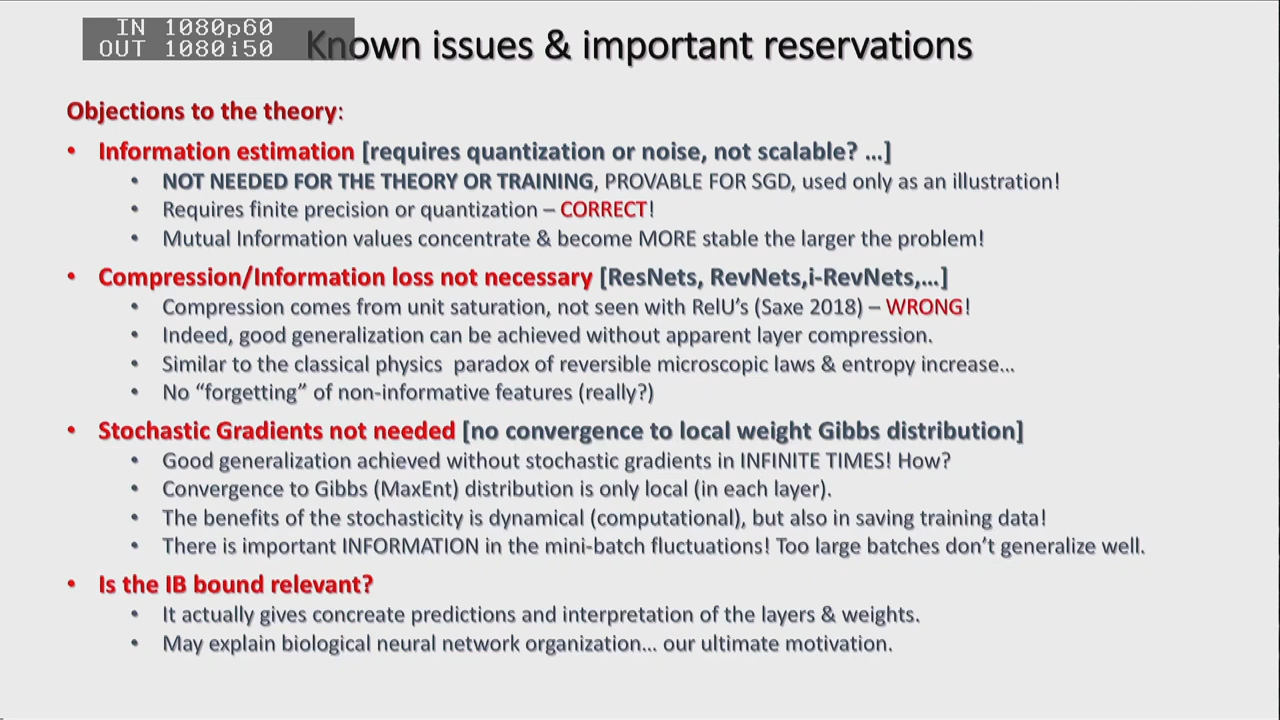 IN 1080p60
OUT 1080i50
Known issues & important reservations
Objections to the theory:
• Information estimation [requires quantization or noise, not scalable? …]
• NOT NEEDED FOR THE THEORY OR TRAINING, PROVABLE FOR SGD, used only as an illustration!
• Requires finite precision or quantization – CORRECT!
• Mutual Information values concentrate & become MORE stable the larger the problem!
• Compression/Information loss not necessary [ResNets, RevNets,i-RevNets,…]
• Compression comes from unit saturation, not seen with RelU's (Saxe 2018) – WRONG!
• Indeed, good generalization can be achieved without apparent layer compression.
• Similar to the classical physics paradox of reversible microscopic laws & entropy increase…
• No “forgetting” of non-informative features (really?)
• Stochastic Gradients not needed [no convergence to local weight Gibbs distribution]
• Good generalization achieved without stochastic gradients in INFINITE TIMES! How?
• Convergence to Gibbs (MaxEnt) distribution is only local (in each layer).
• The benefits of the stochasticity is dynamical (computational), but also in saving training data!
• There is important INFORMATION in the mini-batch fluctuations! Too large batches don't generalize well.
• Is the IB bound relevant?
• It actually gives concreate predictions and interpretation of the layers & weights.
• May explain biological neural network organization… our ultimate motivation.